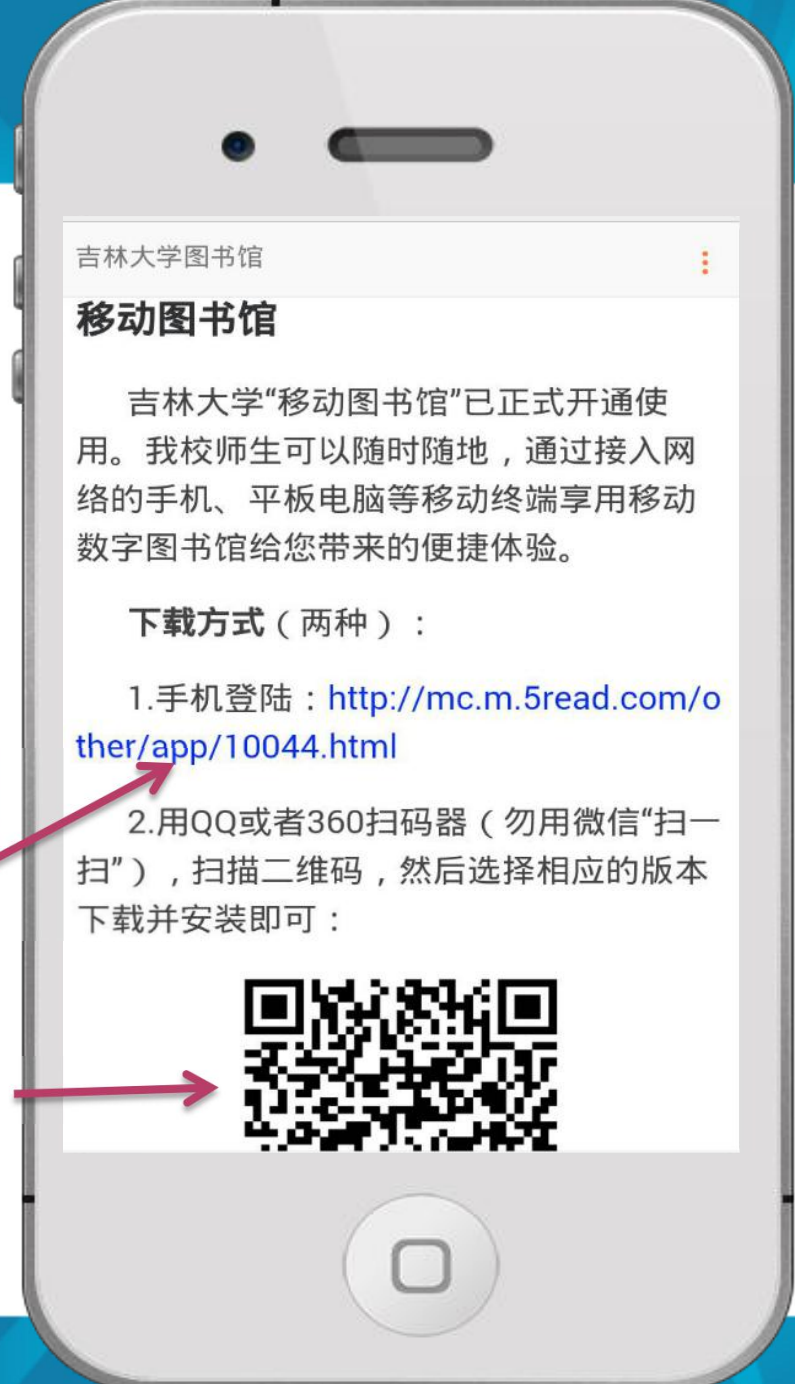 吉林大学图书馆
移动图书馆
吉林大学“移动图书馆”已正式开通使
用。我校师生可以随时随地，通过接入网
络的手机、平板电脑等移动终端享用移动
数字图书馆给您带来的便捷体验。
下载方式（两种）：
1.手机登陆：http://mc.m.5read.com/o
ther/app/10044.html
2.用QQ或者360扫码器（勿用微信“扫一
扫”），扫描二维码，然后选择相应的版本
下载并安装即可：